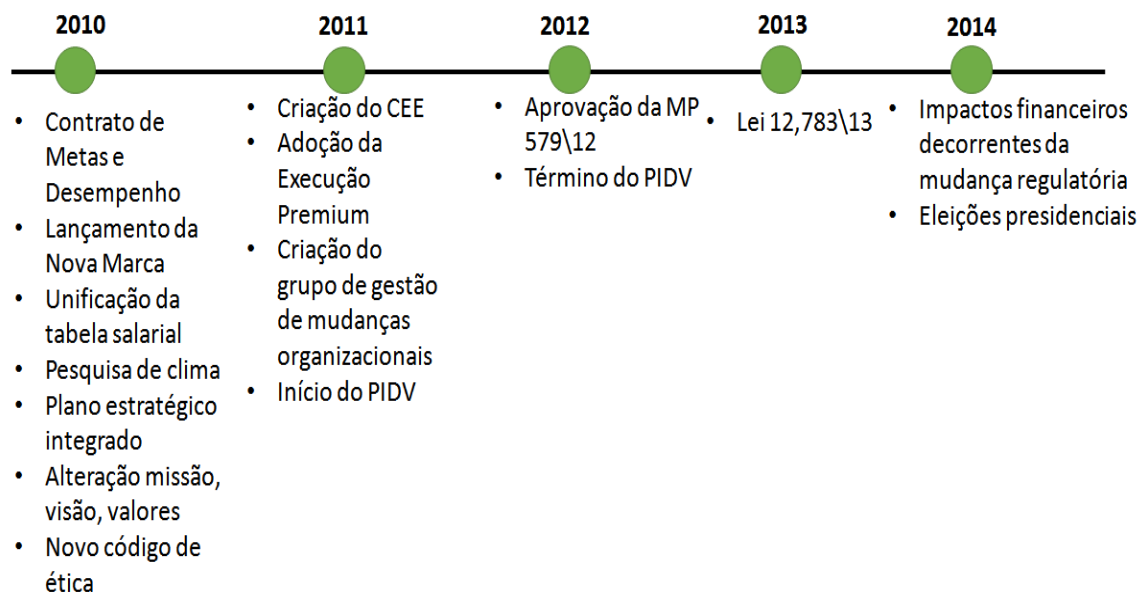 2010
• Contrato de
Metas e
Desempenho
• Lançamento da
Nova Marca
• Unificação da
tabela salarial
• Pesquisa de clima
• Plano estratégico
integrado
• Alteração missão,
visão, valores
• Novo código de
ética
2011
• Criação do CEE
• Adoção da
Execução
Premium
• Criação do
grupo de gestão
de mudanças
organizacionais
• Início do PIDV
2012
• Aprovação da MP
579\12
• Término do PIDV
2013
• Lei 12,783\13
2014
• Impactos financeiros
decorrentes da
mudança regulatória
• Eleições presidenciais